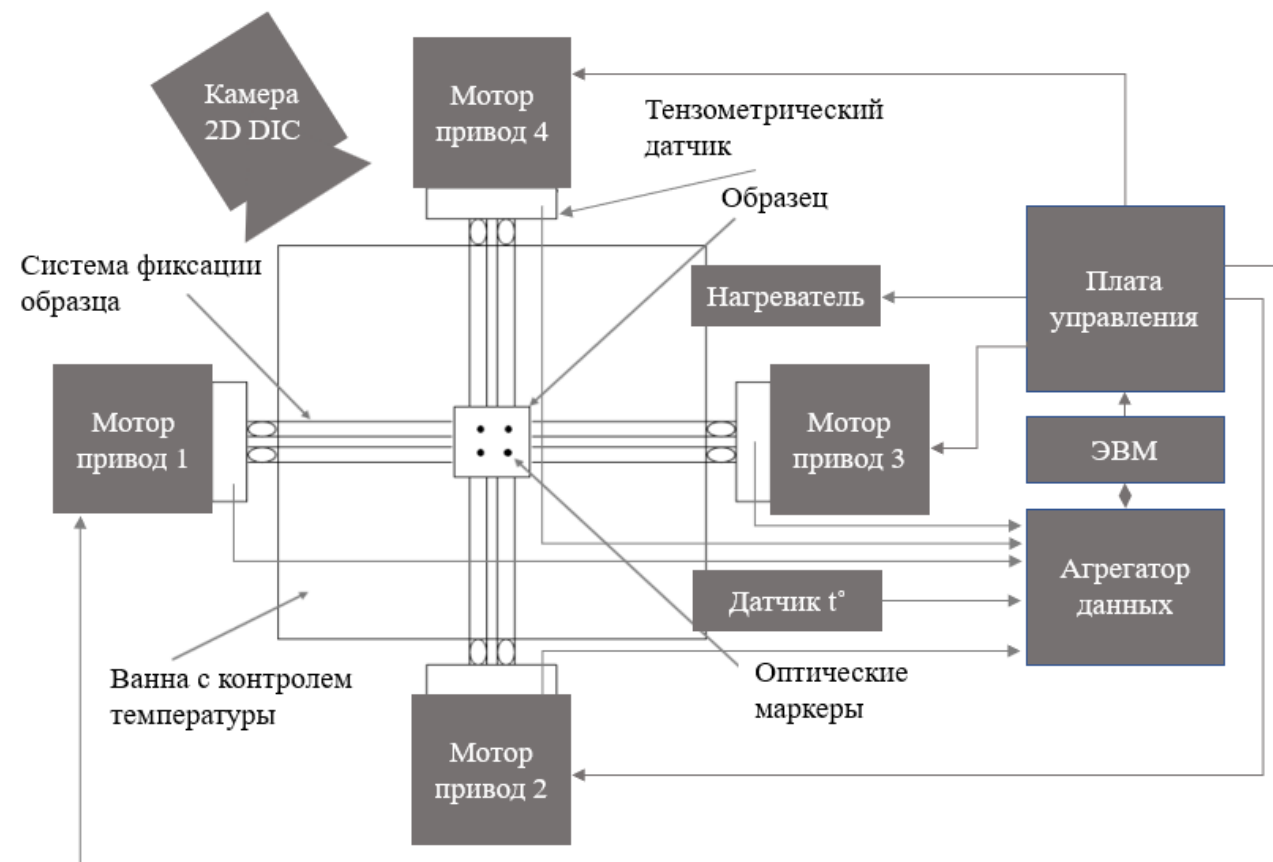 Камера
2D DIC
Мотор
привод 4
Тензометрический
датчик
Образец
Система фиксации
образца
Нагреватель
Плата
управления
Мотор
привод 1
Мотор
привод 3
ЭВМ
Агрегатор
данных
Датчик t°
Ванна с контролем
температуры
Оптические
маркеры
Мотор
привод 2